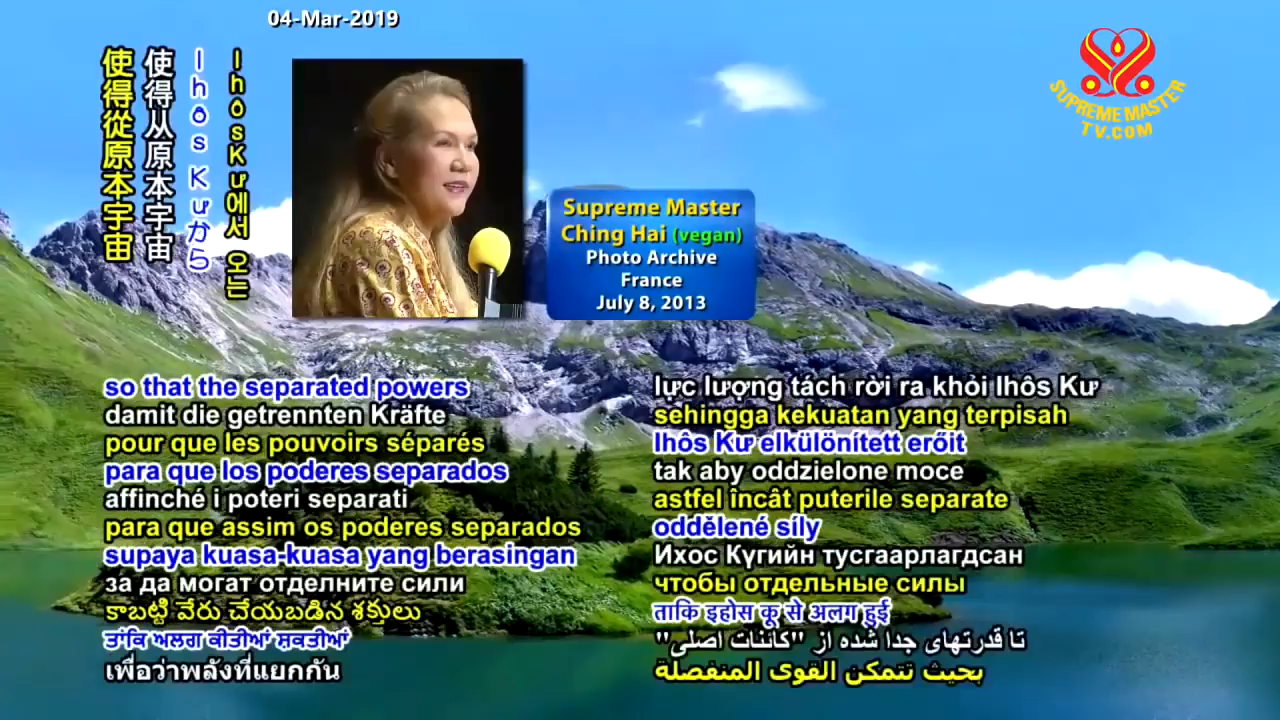 04-Mar-2019
使得從原本宇宙
使得从原本宇宙
Ihôs Kưから
Ihôs Kư에서 온
SUPREME MASTER
TV.COM
Supreme Master
Ching Hai (vegan)
Photo Archive
France
July 8, 2013
so that the separated powers
damit die getrennten Kräfte
pour que les pouvoirs séparés
para que los poderes separados
affinché i poteri separati
para que assim os poderes separados
supaya kuasa-kuasa yang berasingan
за да могат отделните сили
కాబట్టి వేరు చేయబడిన శక్తులు
ਤਾਂਕਿ ਅਲਗ ਕੀਤੀਆਂ ਸ਼ਕਤੀਆਂ
เพื่อว่าพลังที่แยกกัน
lực lượng tách rời ra khỏi Ihôs Kư
sehingga kekuatan yang terpisah
Ihôs Kư elkülönített erőit
tak aby oddzielone moce
astfel încât puterile separate
oddělené síly
Ихос Күгийн тусгаарлагдсан
чтобы отдельные силы
ताकि इहोस कू से अलग हुई
تا قدرتهای جدا شده از "کائنات اصلی"
بحيث تتمكن القوى المنفصلة